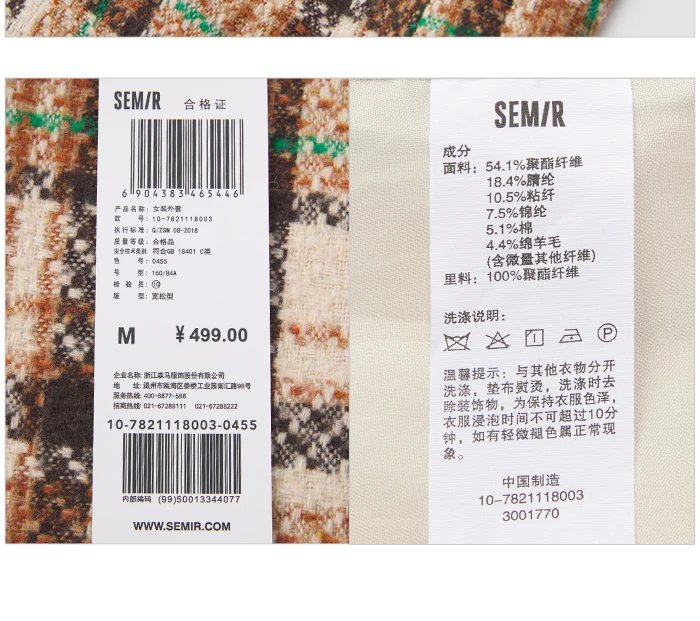 SEMIR 合格证
6 904383 465446
产品名称: 女装外套
款 号: 10-7821118003
执行标准: Q/ZSM 08-2018
质量等级: 合格品
安全技术类别: 符合GB 18401 C类
色 号: 0455
号 型: 160/84A
检 验 员: 
版 型: 宽松型
M ¥499.00
企业名称: 浙江森马服饰股份有限公司
地 址: 温州市瓯海区娄桥工业园南汇路98号
服务热线: 400-8877-588
招商热线: 021-67288111 021-67288222
10-7821118003-0455
内部编码 (99)50013344077
WWW.SEMIR.COM
SEMIR
成分
面料: 54.1%聚酯纤维
18.4%腈纶
10.5%粘纤
7.5%锦纶
5.1%棉
4.4%绵羊毛
(含微量其他纤维)
里料: 100%聚酯纤维
洗涤说明:
P
温馨提示: 与其他衣物分开
洗涤, 垫布熨烫, 洗涤时去
除装饰物, 为保持衣服色泽,
衣服浸泡时间不可超过10分
钟, 如有轻微褪色属正常现
象。
中国制造
10-7821118003
3001770